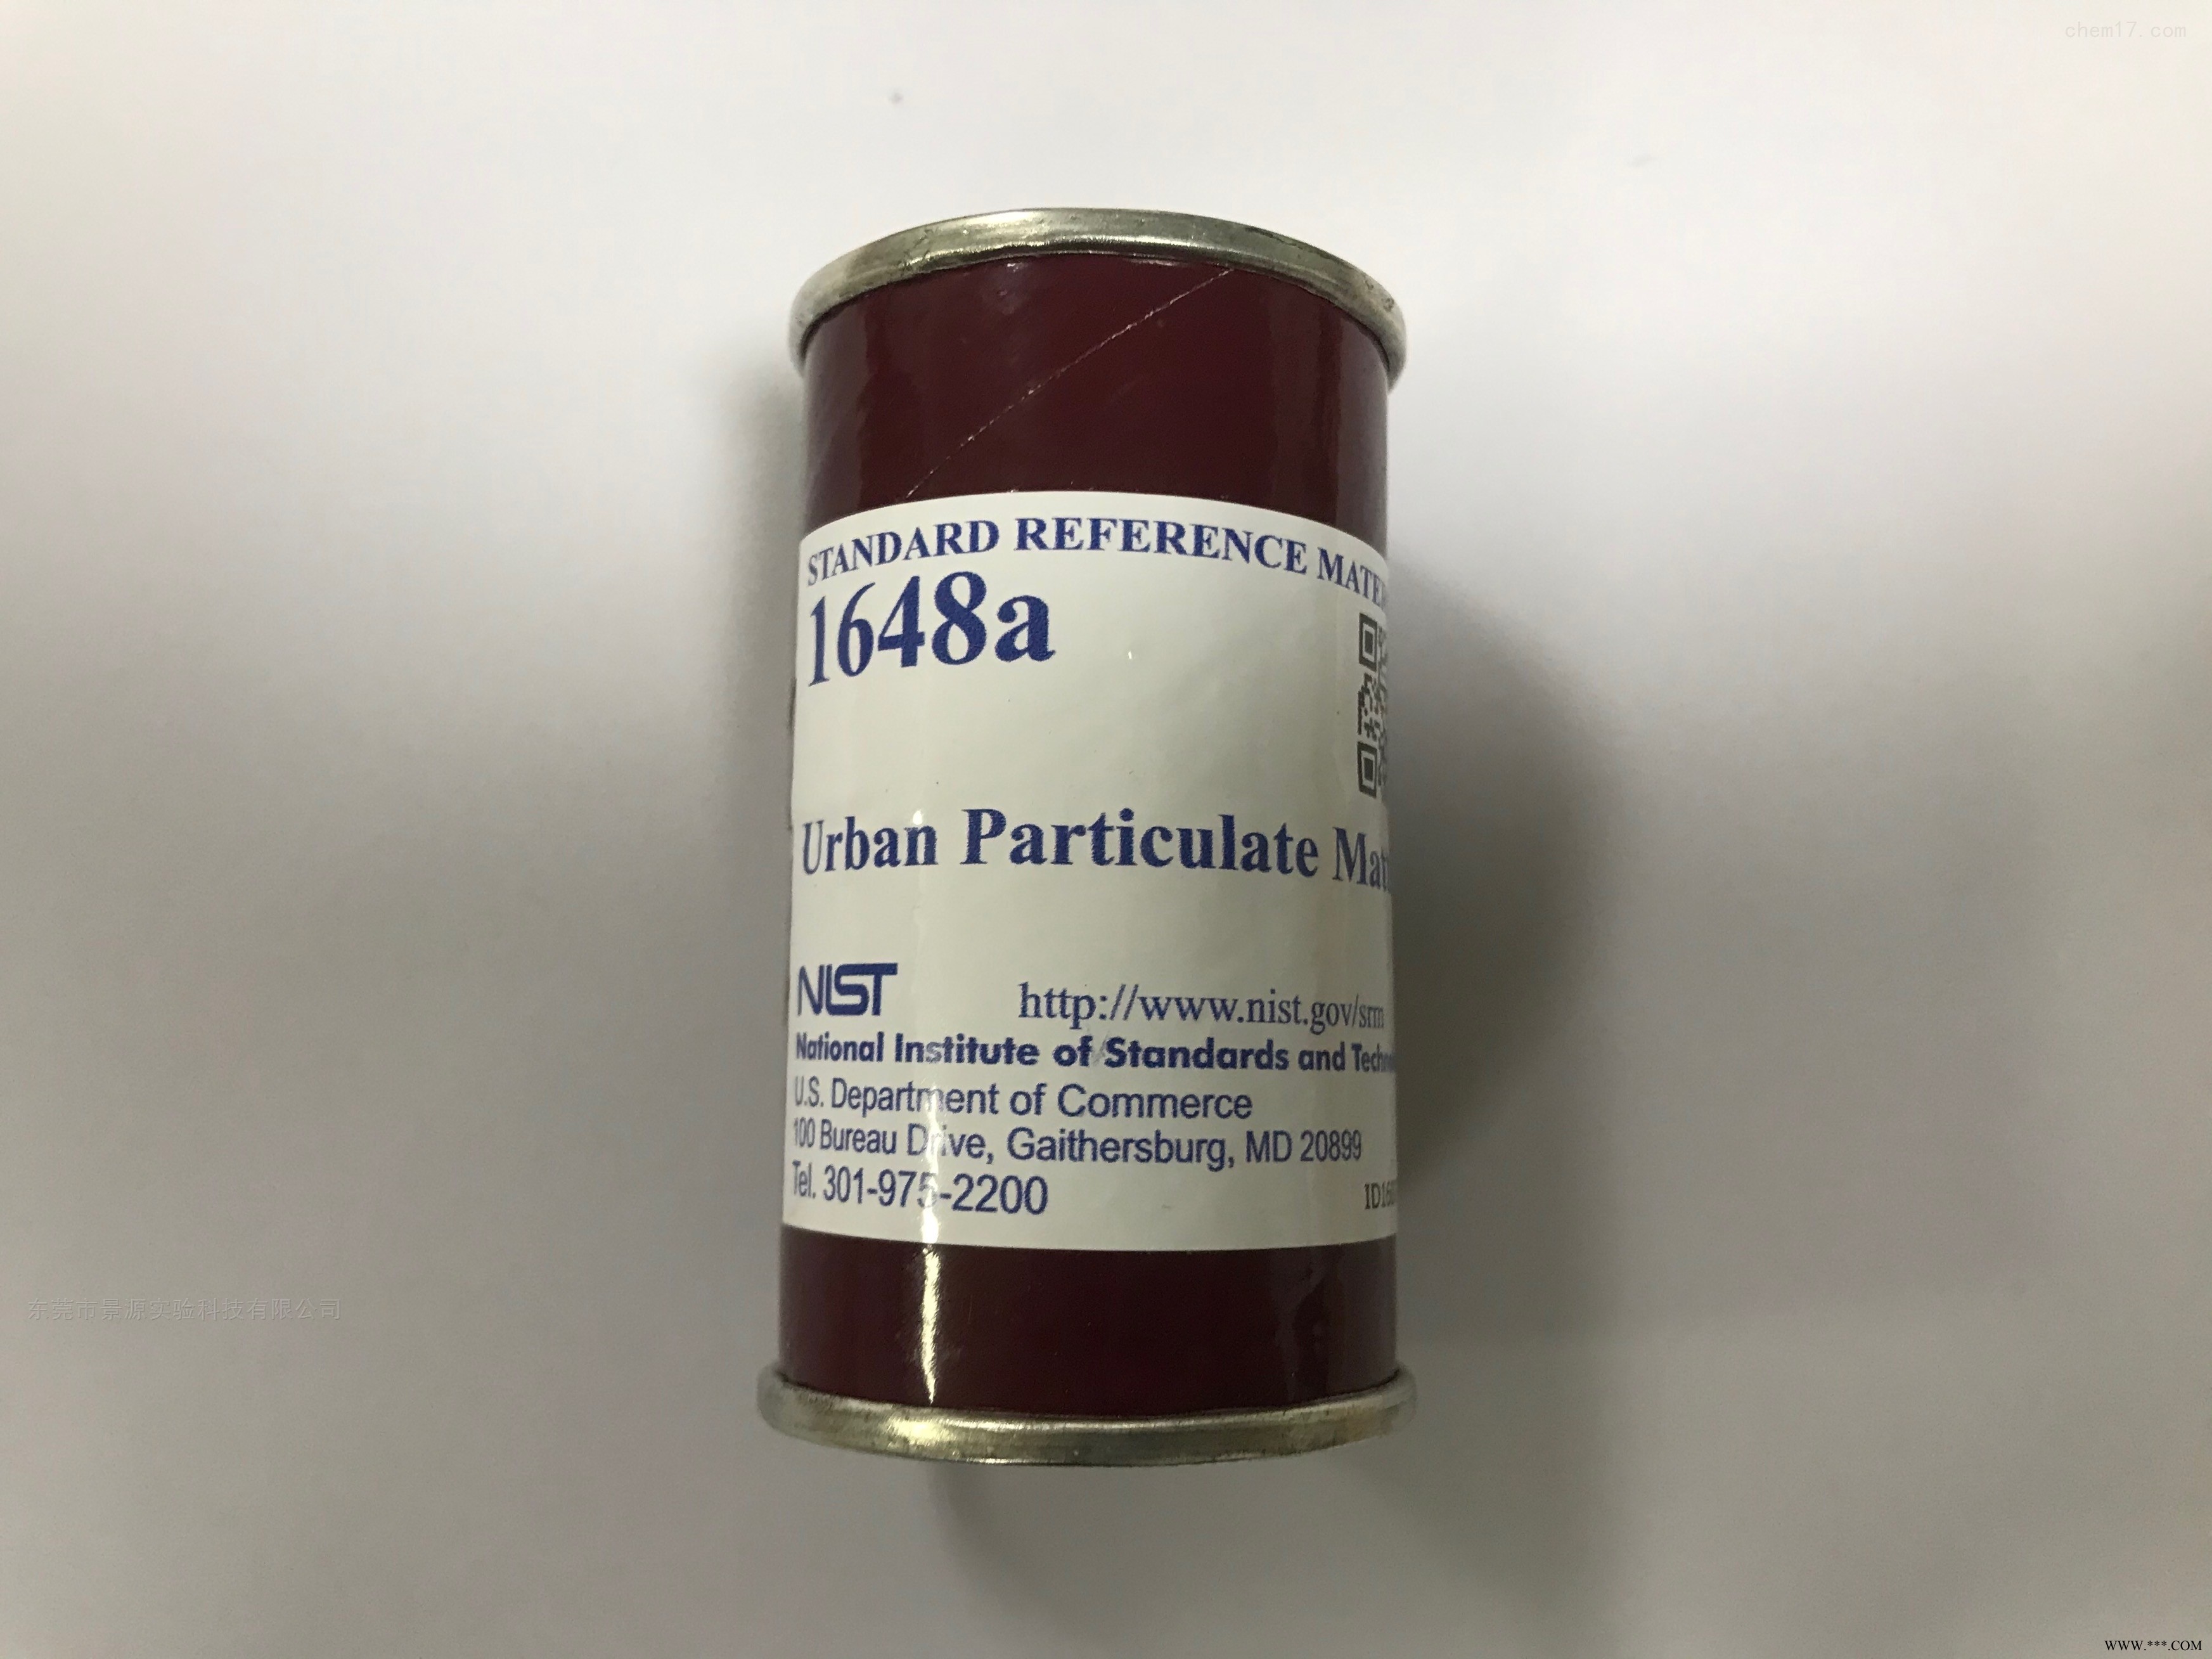 chem17.com
STANDARD REFERENCE
1648a
Urban Particulate
NIST
http://www.nist.gov/srm
National Institute of Standards and
U.S. Department of Commerce
100 Bureau Drive, Gaithersburg, MD 20899
Tel. 301-975-2200
东莞市景源实验科技有限公司
WWW.***.COM